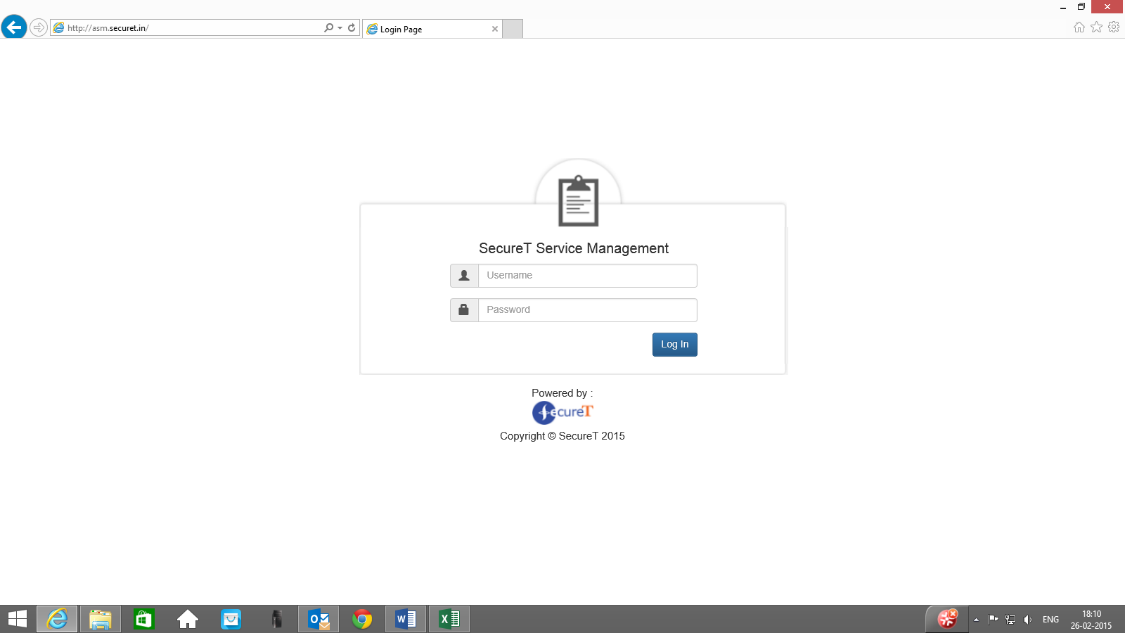 http://asm.securet.in/
Login Page
SecureT Service Management
Username
Password
Log In
Powered by :
ecureT
Copyright © SecureT 2015
ENG
18:10
26-02-2015